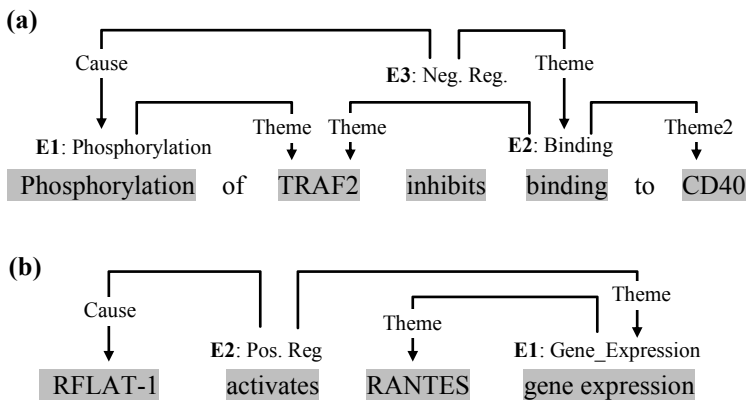 (a)
Cause E3: Neg. Reg. Theme
Theme Theme Theme2
E1: Phosphorylation E2: Binding
Phosphorylation of TRAF2 inhibits binding to CD40
(b)
Cause Theme Theme
E2: Pos. Reg E1: Gene_Expression
RFLAT-1 activates RANTES gene expression